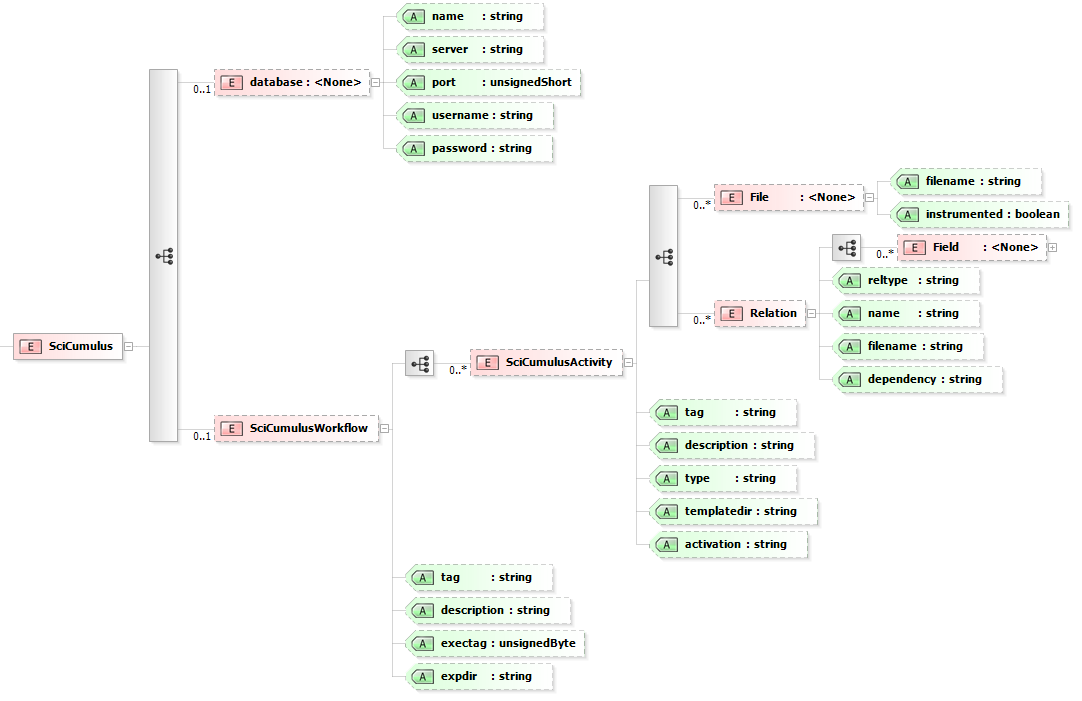 A name : string
A server : string
0..1 E database : <None>
A port : unsignedShort
A username : string
A password : string
0..* E File : <None>
A filename : string
A instrumented : boolean
0..* E Field : <None>
A reltype : string
0..* E Relation
A name : string
A filename : string
A dependency : string
E SciCumulus
0..* E SciCumulusActivity
A tag : string
A description : string
A type : string
A templatedir : string
A activation : string
0..1 E SciCumulusWorkflow
A tag : string
A description : string
A exectag : unsignedByte
A expdir : string